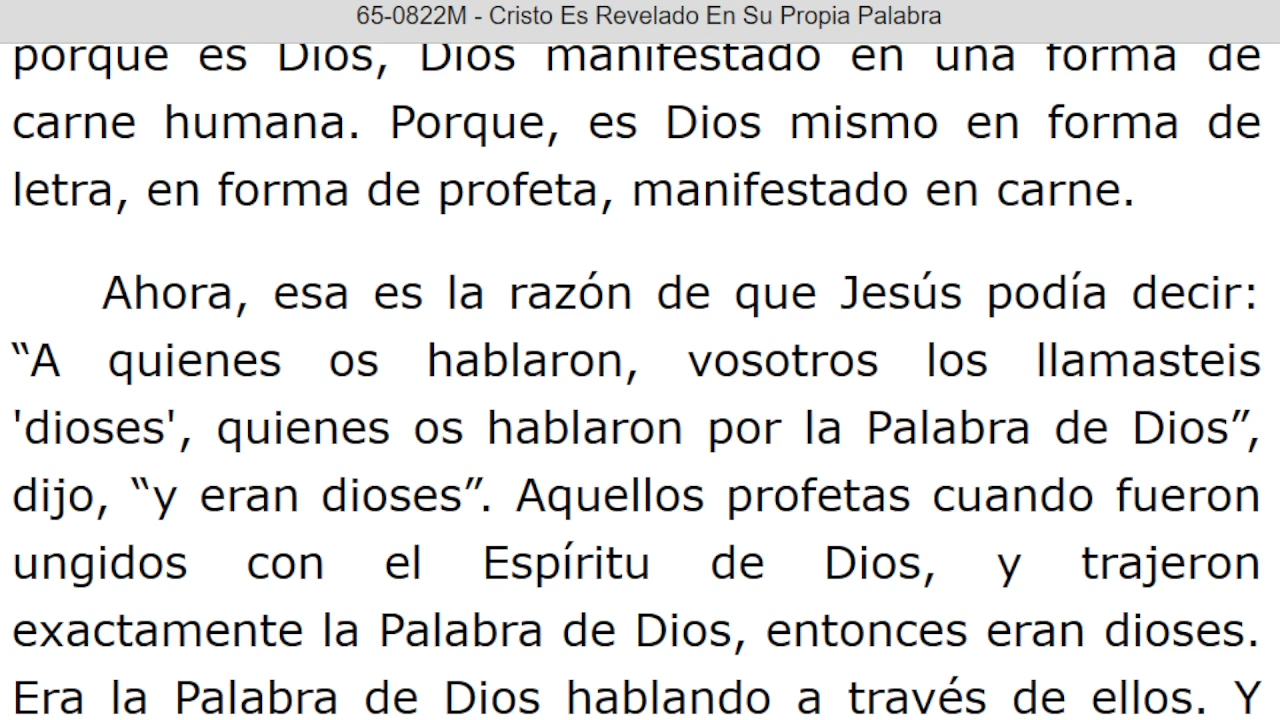 65-0822M - Cristo Es Revelado En Su Propia Palabra
porque es Dios, Dios manifestado en una forma de
carne humana. Porque, es Dios mismo en forma de
letra, en forma de profeta, manifestado en carne.
Ahora, esa es la razón de que Jesús podía decir:
“A quienes os hablaron, vosotros los llamasteis
'dioses', quienes os hablaron por la Palabra de Dios”,
dijo, “y eran dioses”. Aquellos profetas cuando fueron
ungidos con el Espíritu de Dios, y trajeron
exactamente la Palabra de Dios, entonces eran dioses.
Era la Palabra de Dios hablando a través de ellos. Y